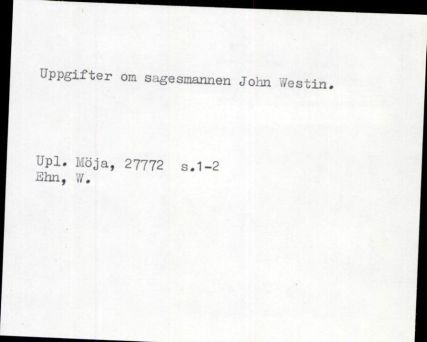 Uppgifter om sagesmannen John Westin.
Upl. Möja, 27772 s.1-2
Ehn, W.